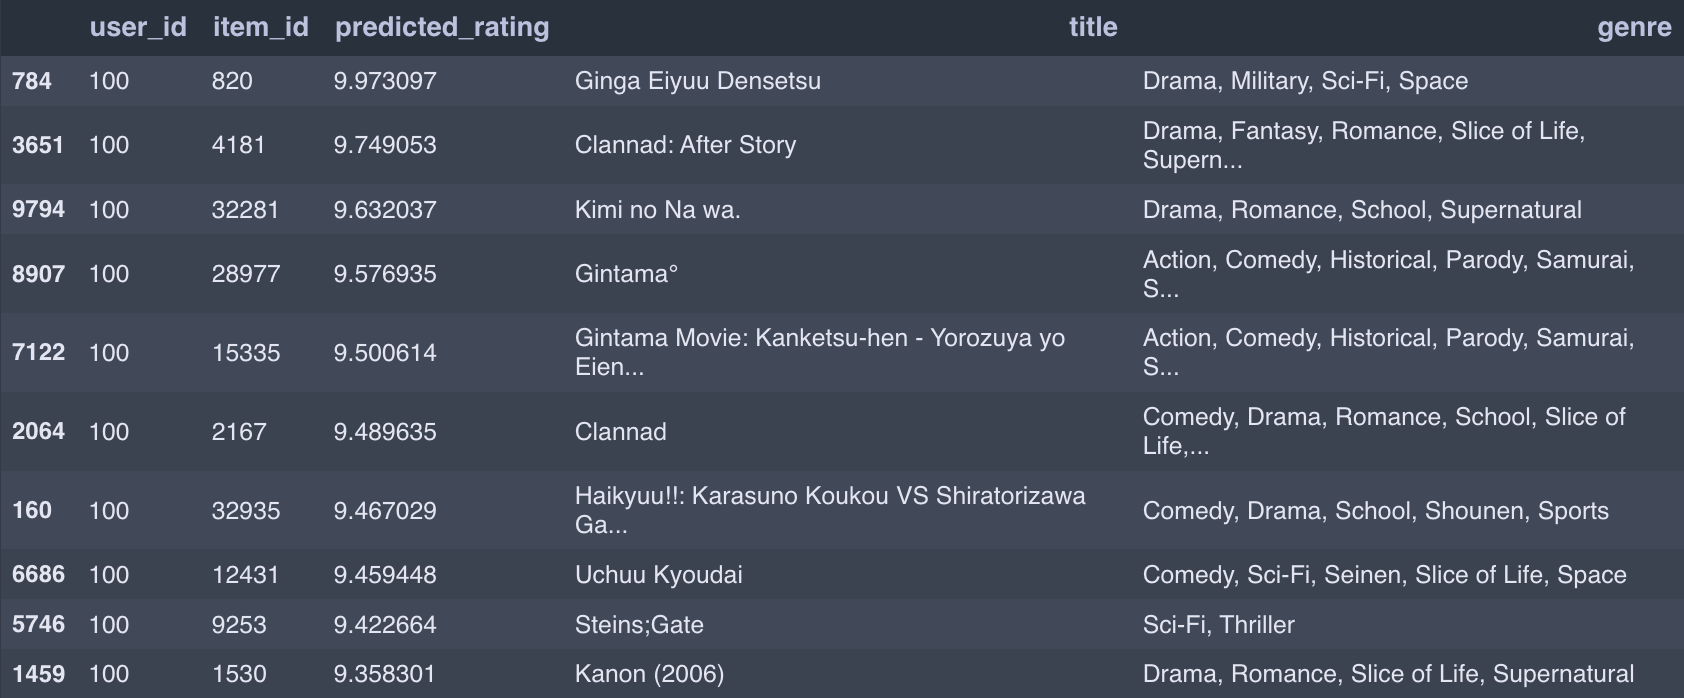 user_id item_id predicted_rating title genre
784 100 820 9.973097 Ginga Eiyuu Densetsu Drama, Military, Sci-Fi, Space
3651 100 4181 9.749053 Clannad: After Story Drama, Fantasy, Romance, Slice of Life,
Supern...
9794 100 32281 9.632037 Kimi no Na wa. Drama, Romance, School, Supernatural
8907 100 28977 9.576935 Gintama° Action, Comedy, Historical, Parody, Samurai,
S...
7122 100 15335 9.500614 Gintama Movie: Kanketsu-hen - Yorozuya yo
Eien... Action, Comedy, Historical, Parody, Samurai,
S...
2064 100 2167 9.489635 Clannad Comedy, Drama, Romance, School, Slice of
Life,...
160 100 32935 9.467029 Haikyuu!!: Karasuno Koukou VS Shiratorizawa
Ga... Comedy, Drama, School, Shounen, Sports
6686 100 12431 9.459448 Uchuu Kyoudai Comedy, Sci-Fi, Seinen, Slice of Life, Space
5746 100 9253 9.422664 Steins;Gate Sci-Fi, Thriller
1459 100 1530 9.358301 Kanon (2006) Drama, Romance, Slice of Life, Supernatural